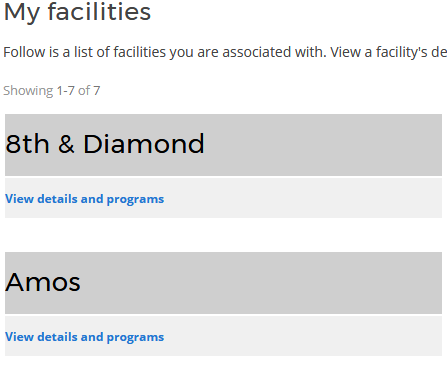 My facilities
Follow is a list of facilities you are associated with. View a facility's de
Showing 1-7 of 7
8th & Diamond
View details and programs
Amos
View details and programs